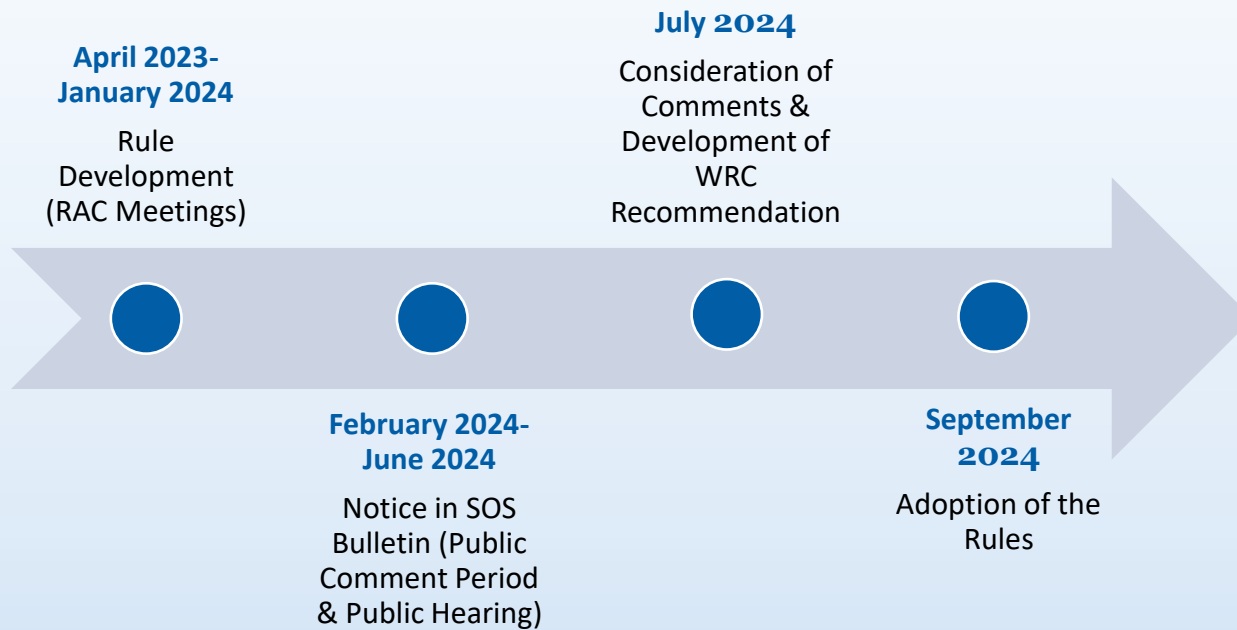 April 2023-
January 2024
Rule
Development
(RAC Meetings)
February 2024-
June 2024
Notice in SOS
Bulletin (Public
Comment Period
& Public Hearing)
July 2024
Consideration of
Comments &
Development of
WRC
Recommendation
September
2024
Adoption of the
Rules